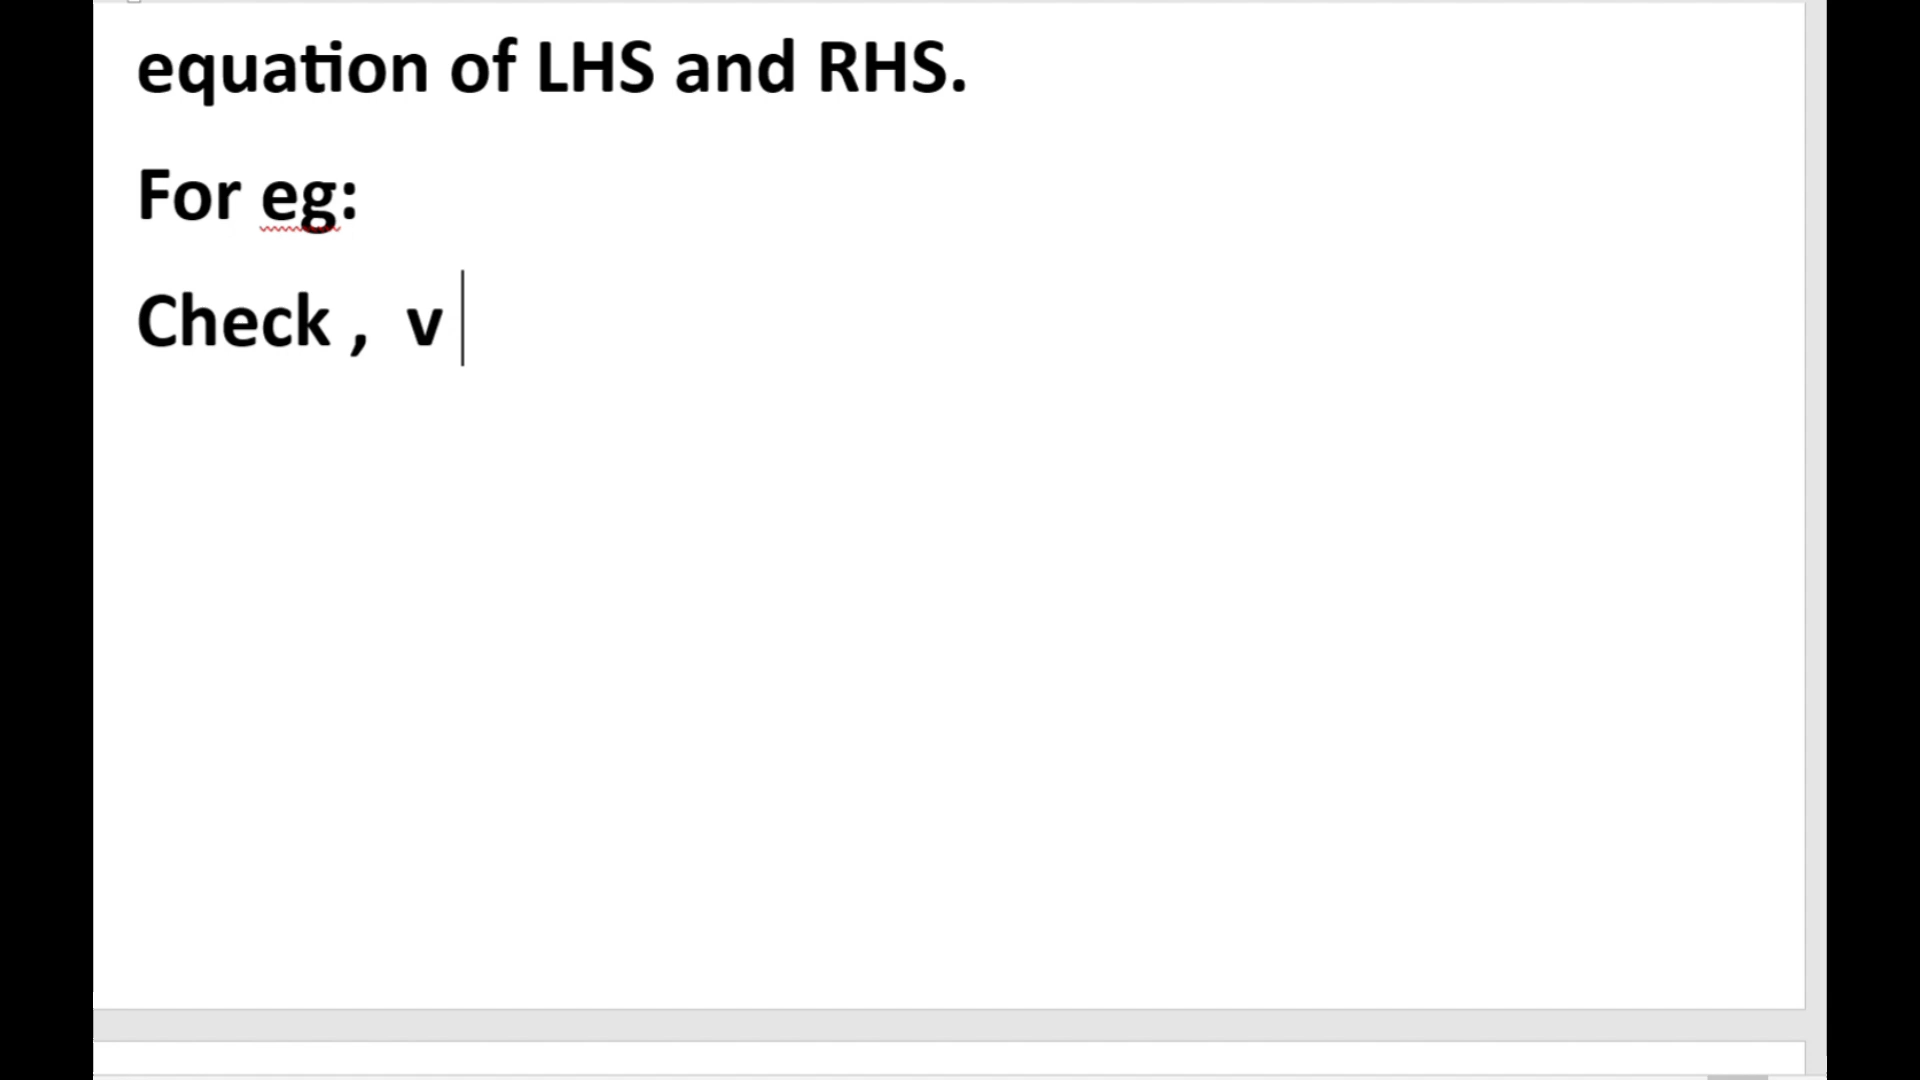 equation of LHS and RHS.
For eg:
Check ,  v